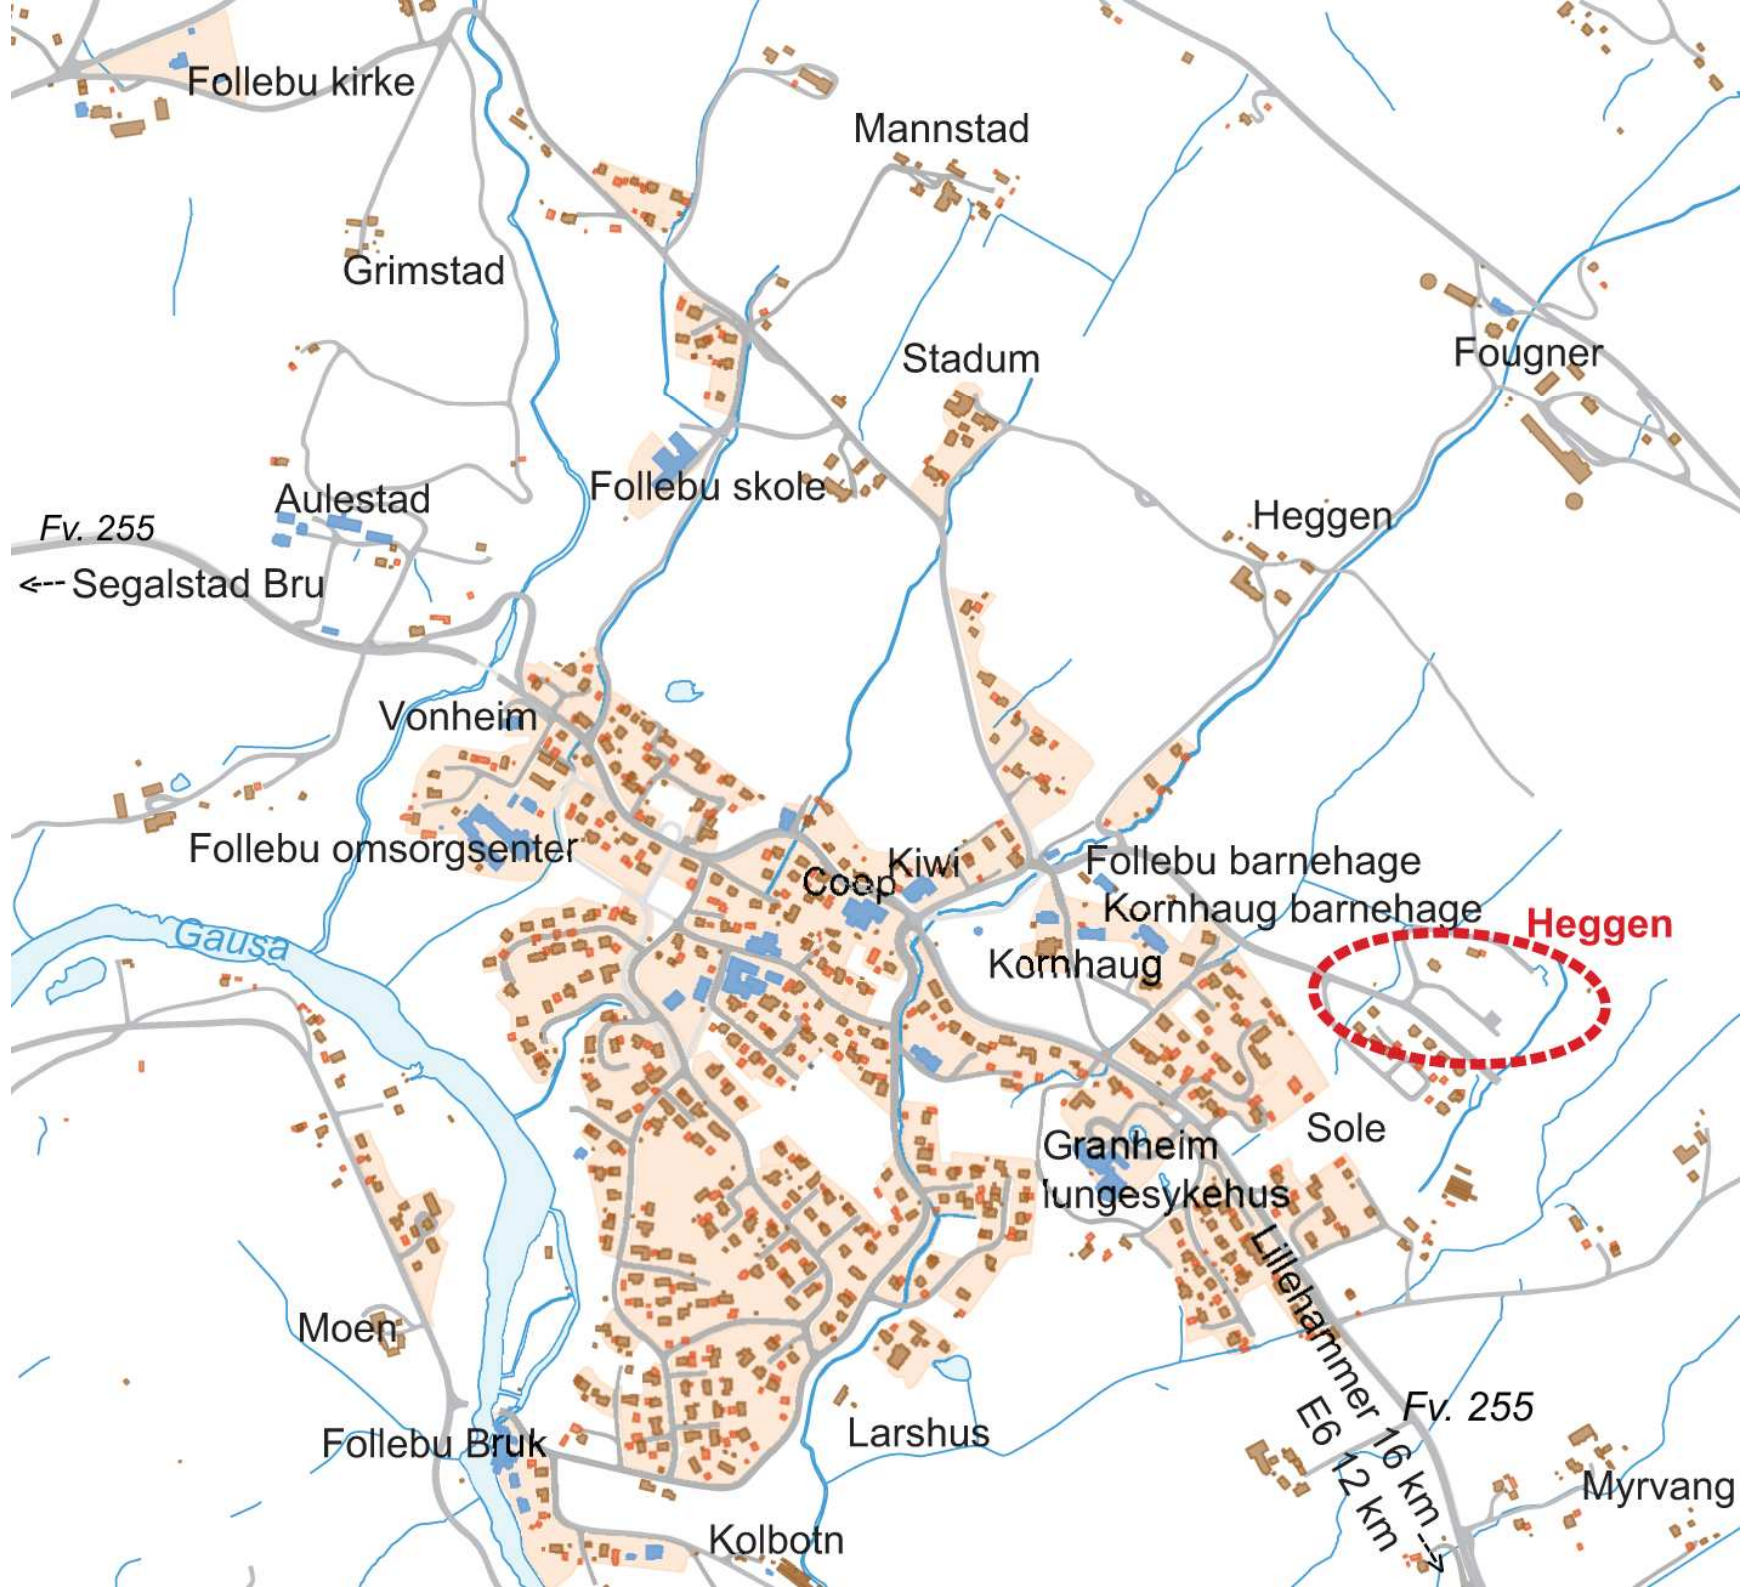 Follebu kirke
Mannstad
Grimstad
Stadum
Fougner
Follebu skole
Aulestad
Heggen
Fv. 255
<--- Segalstad Bru
Vonheim
Follebu omsorgsenter
Kiwi
Coop
Follebu barnehage
Kornhaug barnehage
Heggen
Gausa
Kornhaug
Sole
Granheim
lungesykehus
Lillehammer 16 km --->
E6 12 km
Moen
Fv. 255
Larshus
Follebu Bruk
Myrvang
Kolbotn